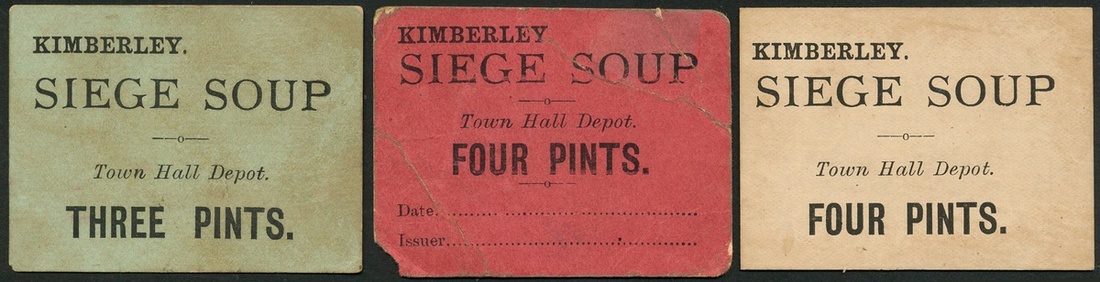 KIMBERLEY.
SIEGE SOUP
Town Hall Depot.
THREE PINTS.
KIMBERLEY
SIEGE SOUP
Town Hall Depot.
FOUR PINTS.
Date..............................................
Issuer..............................................
KIMBERLEY.
SIEGE SOUP
Town Hall Depot.
FOUR PINTS.